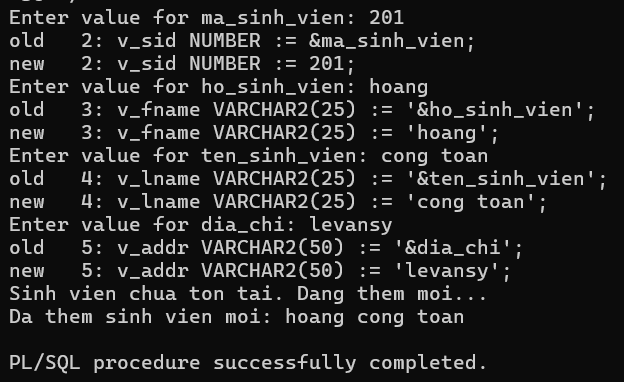 Enter value for ma_sinh_vien: 201
old   2: v_sid NUMBER := &ma_sinh_vien;
new   2: v_sid NUMBER := 201;
Enter value for ho_sinh_vien: hoang
old   3: v_fname VARCHAR2(25) := '&ho_sinh_vien';
new   3: v_fname VARCHAR2(25) := 'hoang';
Enter value for ten_sinh_vien: cong toan
old   4: v_lname VARCHAR2(25) := '&ten_sinh_vien';
new   4: v_lname VARCHAR2(25) := 'cong toan';
Enter value for dia_chi: levansy
old   5: v_addr VARCHAR2(50) := '&dia_chi';
new   5: v_addr VARCHAR2(50) := 'levansy';
Sinh vien chua ton tai. Dang them moi...
Da them sinh vien moi: hoang cong toan

PL/SQL procedure successfully completed.